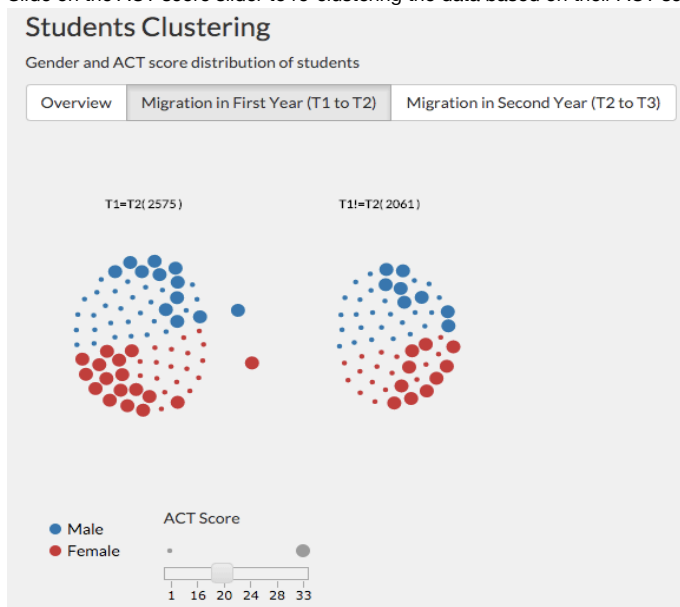 Students Clustering
Gender and ACT score distribution of students
Overview Migration in First Year (T1 to T2) Migration in Second Year (T2 to T3)
T1=T2( 2575 ) T1!=T2( 2061 )
Male
Female
ACT Score
1 16 20 24 28 33